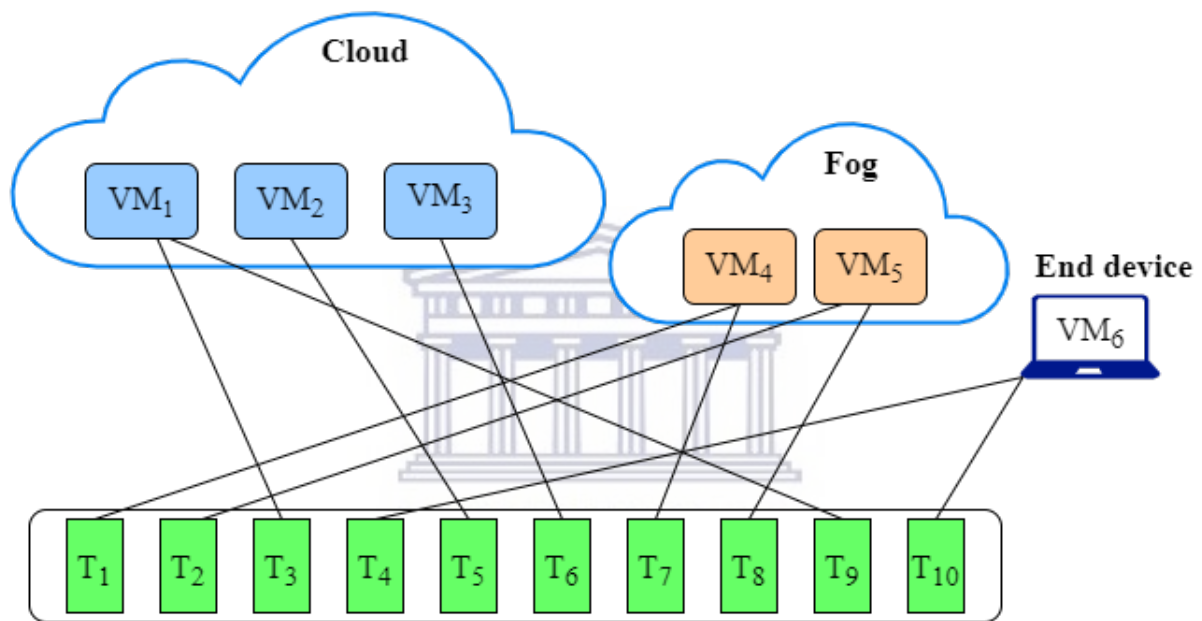 Cloud
VM₁ VM₂ VM₃
Fog
VM₄ VM₅
End device
VM₆
T₁ T₂ T₃ T₄ T₅ T₆ T₇ T₈ T₉ T₁₀